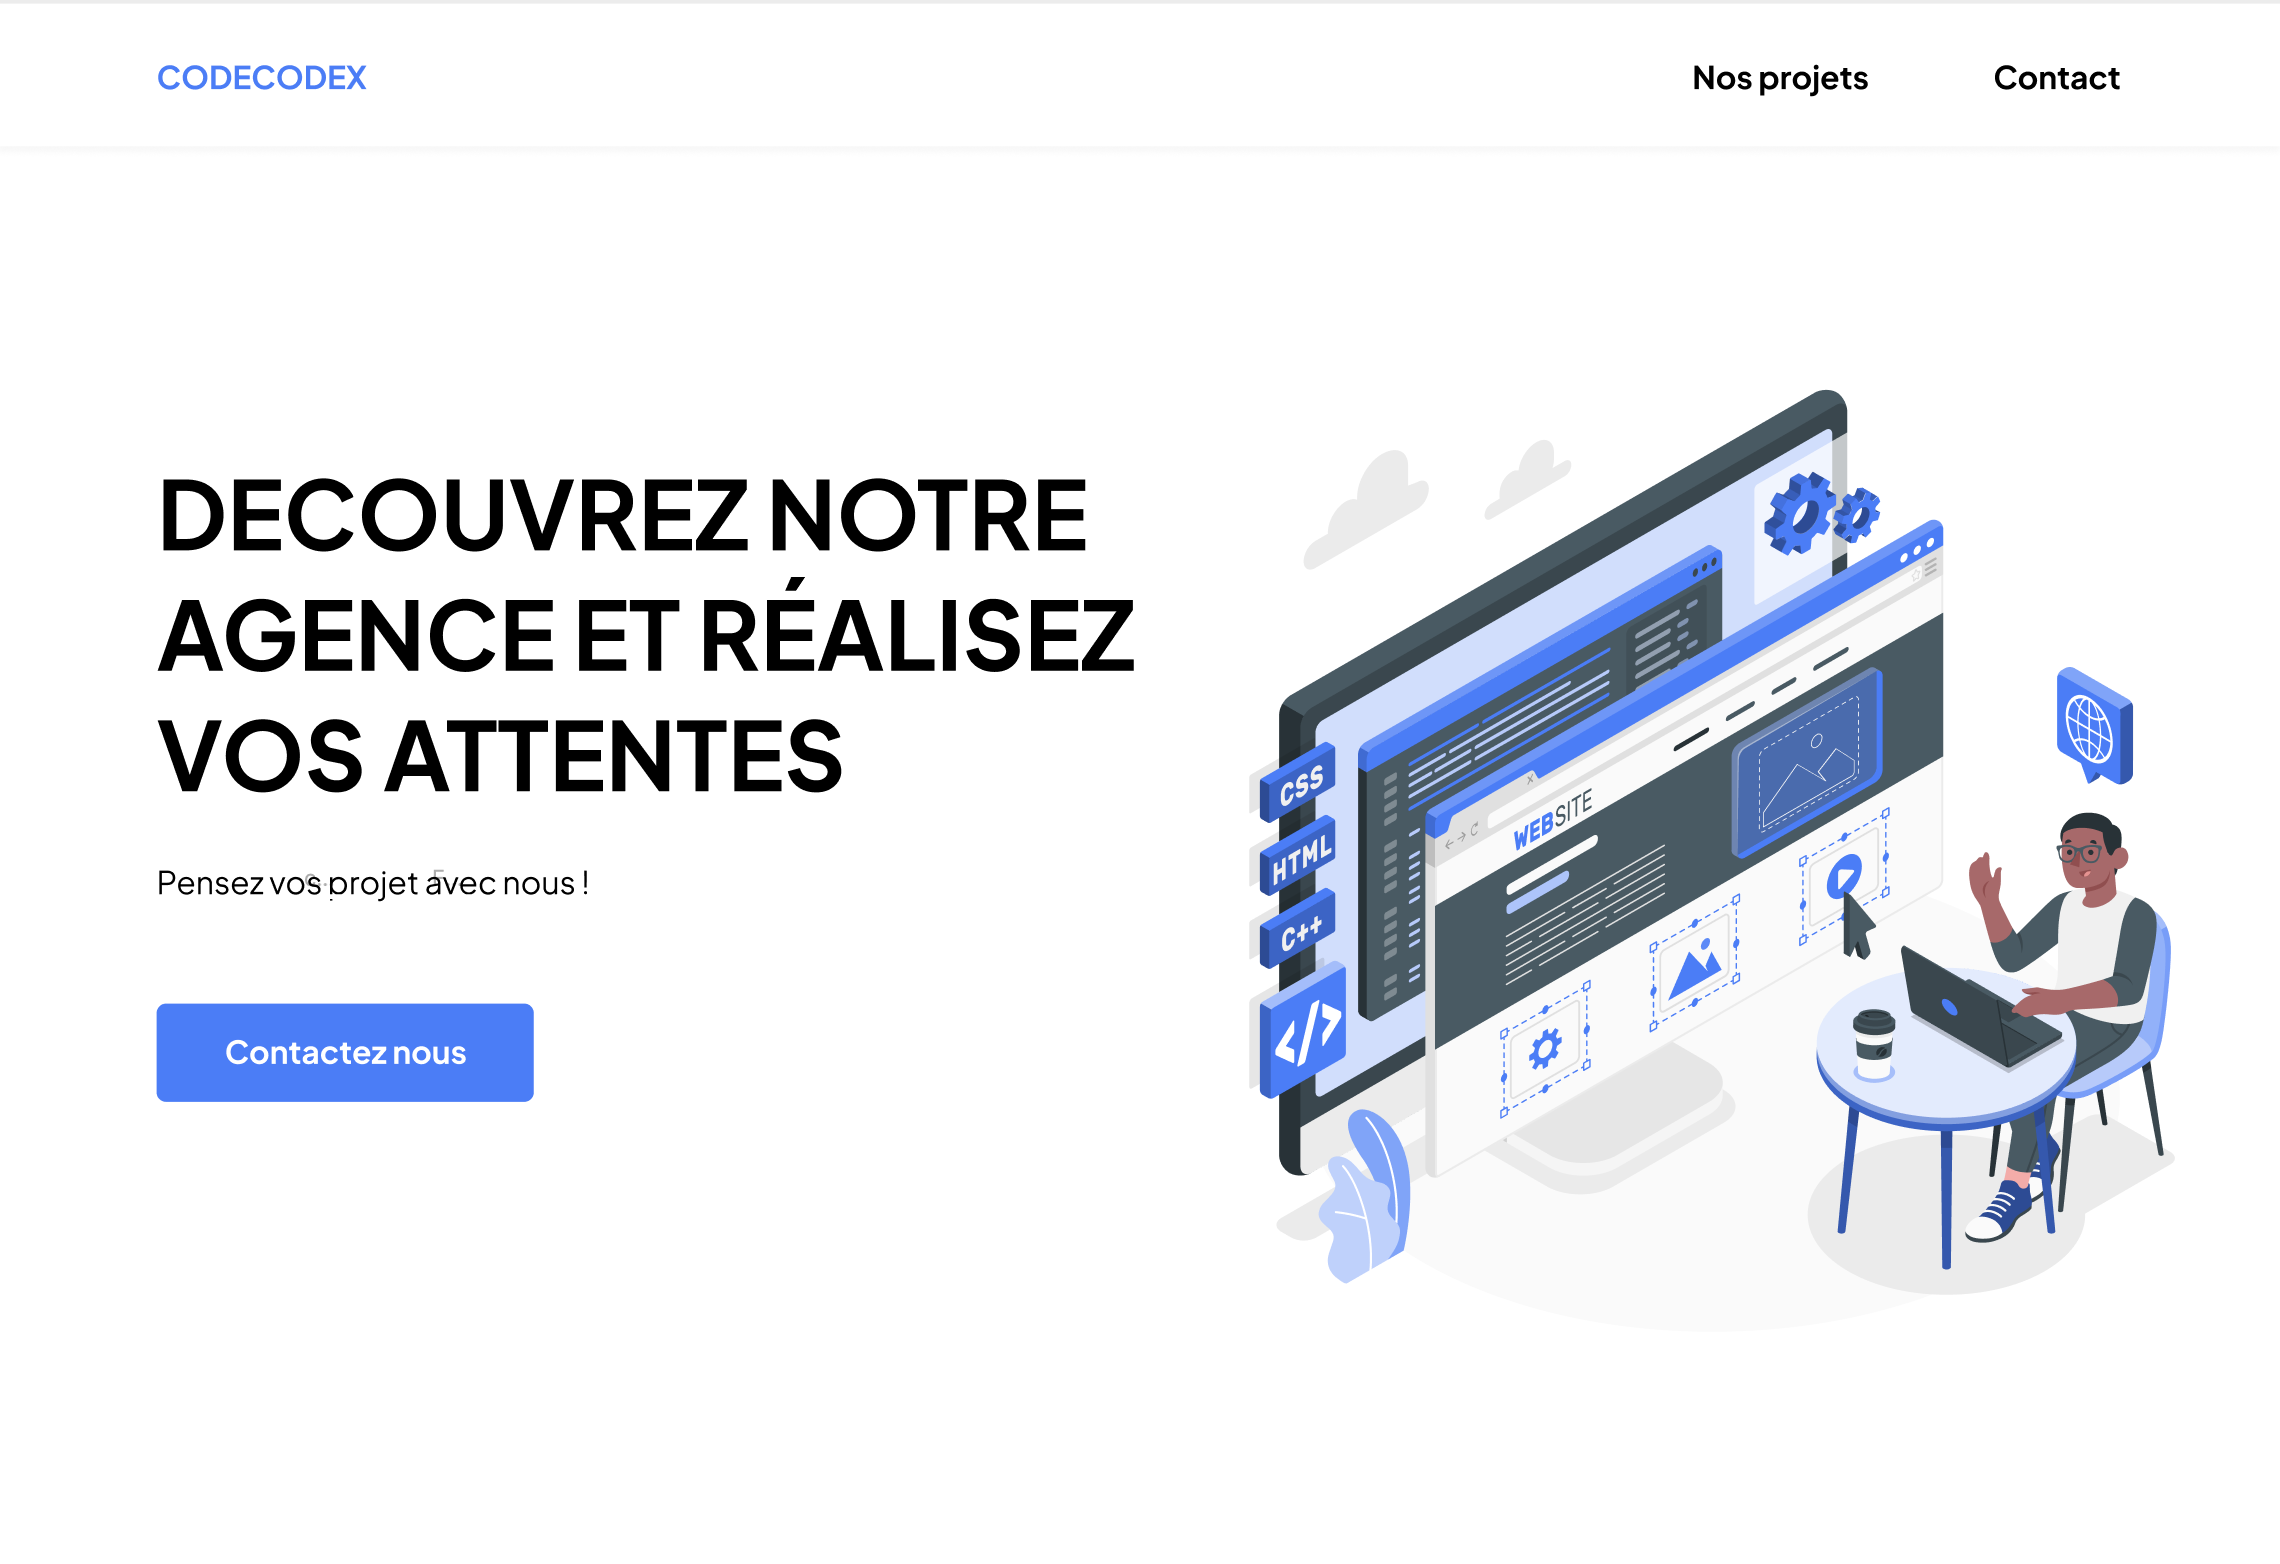 CODECODEX
Nos projets
Contact
DECOUVREZ NOTRE
AGENCE ET RÉALISEZ
VOS ATTENTES
Pensez vos projet avec nous !
Contactez nous
CSS
HTML
C++
</>
WEBSITE